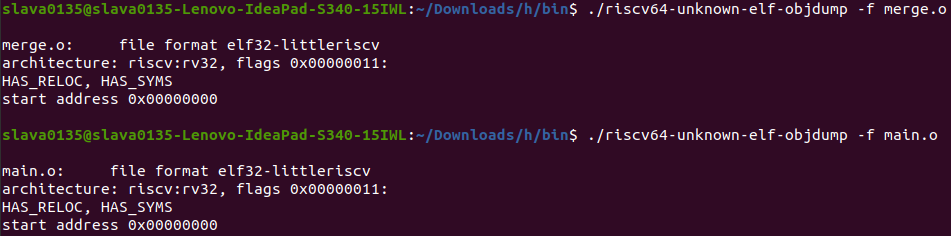 slava0135@slava0135-Lenovo-IdeaPad-S340-15IWL:~/Downloads/h/bin$ ./riscv64-unknown-elf-objdump -f merge.o
merge.o:     file format elf32-littleriscv
architecture: riscv:rv32, flags 0x00000011:
HAS_RELOC, HAS_SYMS
start address 0x00000000
slava0135@slava0135-Lenovo-IdeaPad-S340-15IWL:~/Downloads/h/bin$ ./riscv64-unknown-elf-objdump -f main.o
main.o:     file format elf32-littleriscv
architecture: riscv:rv32, flags 0x00000011:
HAS_RELOC, HAS_SYMS
start address 0x00000000